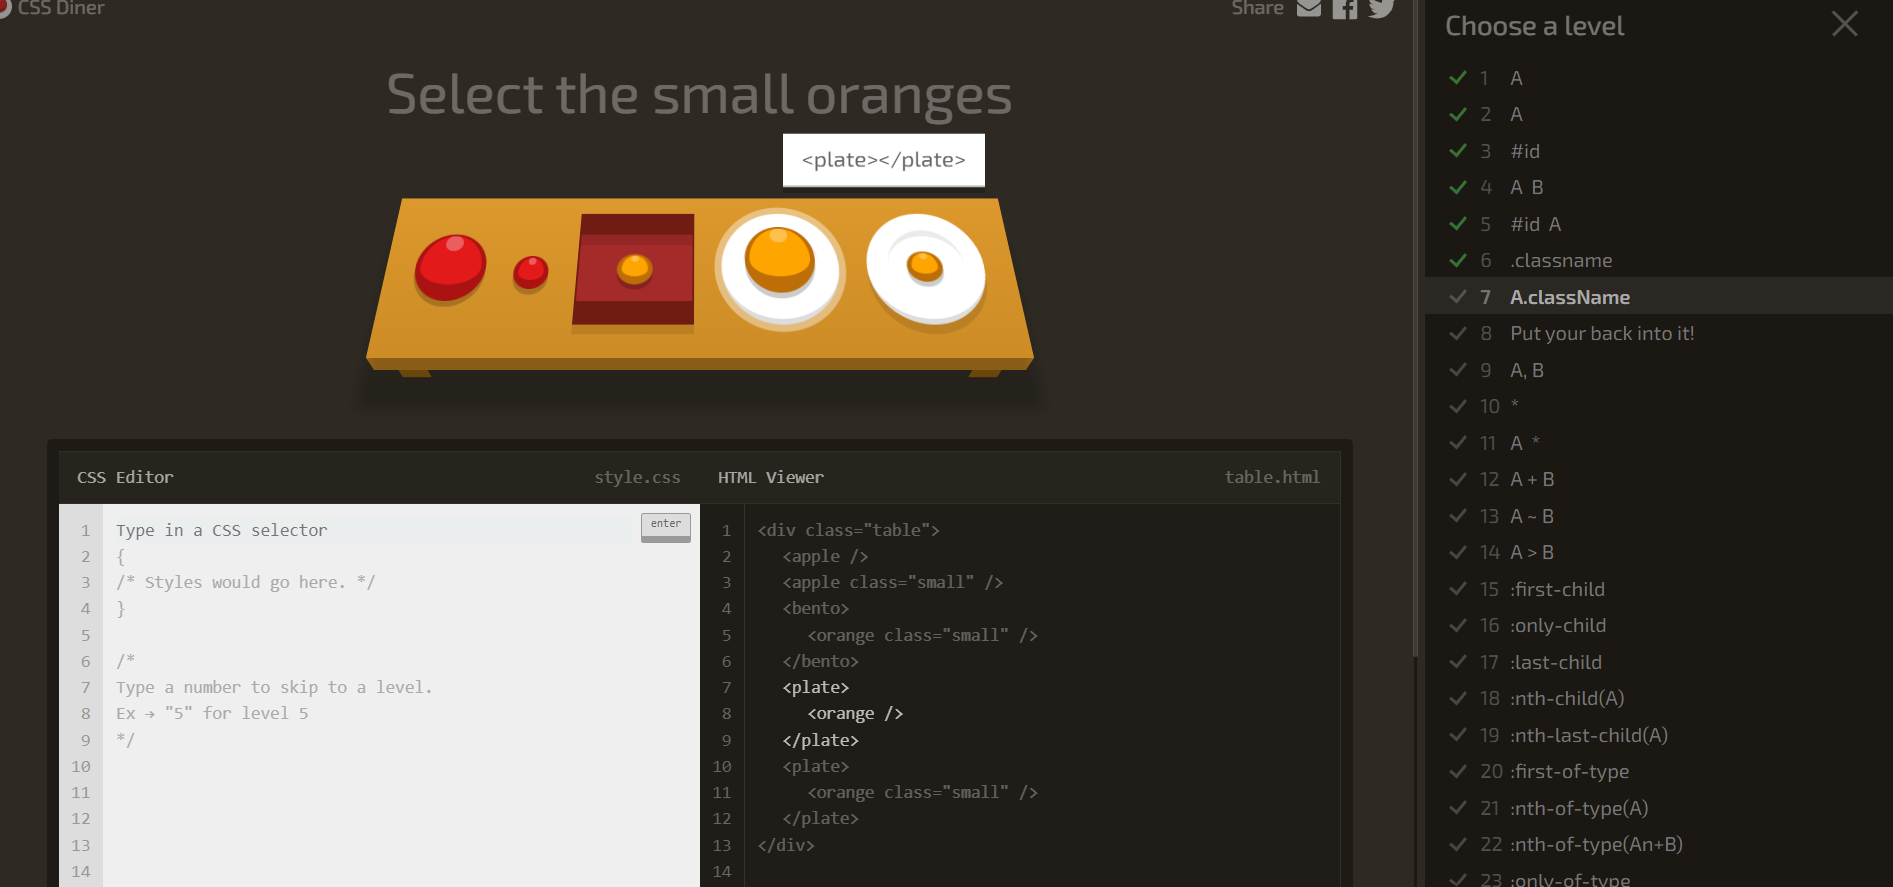 CSS Diner
Share
Select the small oranges
<plate></plate>
CSS Editor
style.css
1 Type in a CSS selector
enter
2 {
3 /* Styles would go here. */
4 }
5
6 /*
7 Type a number to skip to a level.
8 Ex → "5" for level 5
9 */
10
11
12
13
14
HTML Viewer
table.html
1 <div class="table">
2 <apple />
3 <apple class="small" />
4 <bento>
5 <orange class="small" />
6 </bento>
7 <plate>
8 <orange />
9 </plate>
10 <plate>
11 <orange class="small" />
12 </plate>
13 </div>
14
Choose a level
1 A
2 A
3 #id
4 A B
5 #id A
6 .classname
7 A.className
8 Put your back into it!
9 A, B
10 *
11 A *
12 A + B
13 A ~ B
14 A > B
15 :first-child
16 :only-child
17 :last-child
18 :nth-child(A)
19 :nth-last-child(A)
20 :first-of-type
21 :nth-of-type(A)
22 :nth-of-type(An+B)
23 :only-of-type